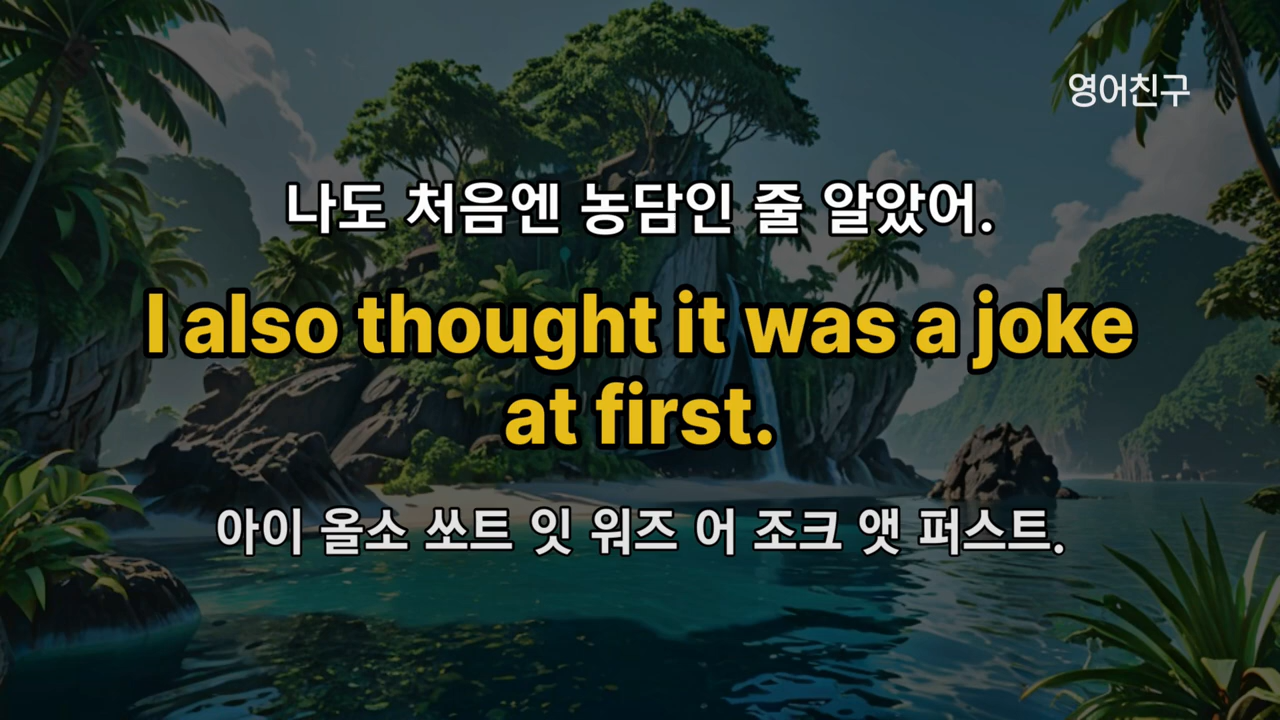 영어친구
나도 처음엔 농담인 줄 알았어.
I also thought it was a joke
at first.
아이 올소 쏘트 잇 워즈 어 조크 앳 퍼스트.